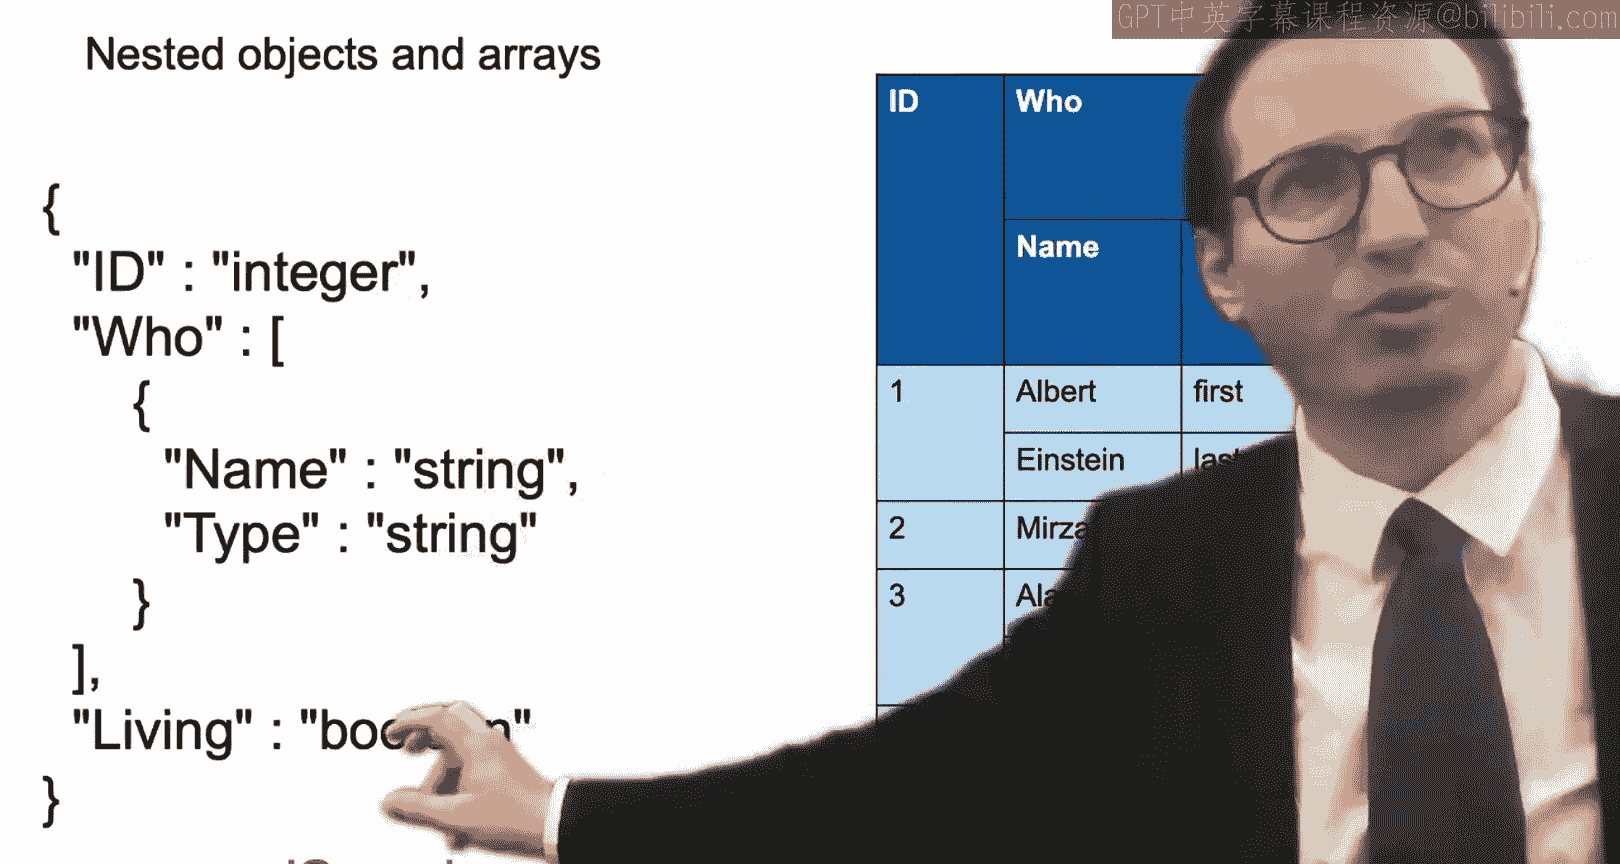 GPT中英字幕课程资源@bilibili.com
Nested objects and arrays
{
"ID" : "integer",
"Who" : [
{
"Name" : "string",
"Type" : "string"
}
],
"Living" :
}
ID Who
Name
1 Albert first
Einstein
2
3